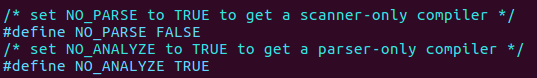 /* set NO_PARSE to TRUE to get a scanner-only compiler */
#define NO_PARSE FALSE
/* set NO_ANALYZE to TRUE to get a parser-only compiler */
#define NO_ANALYZE TRUE